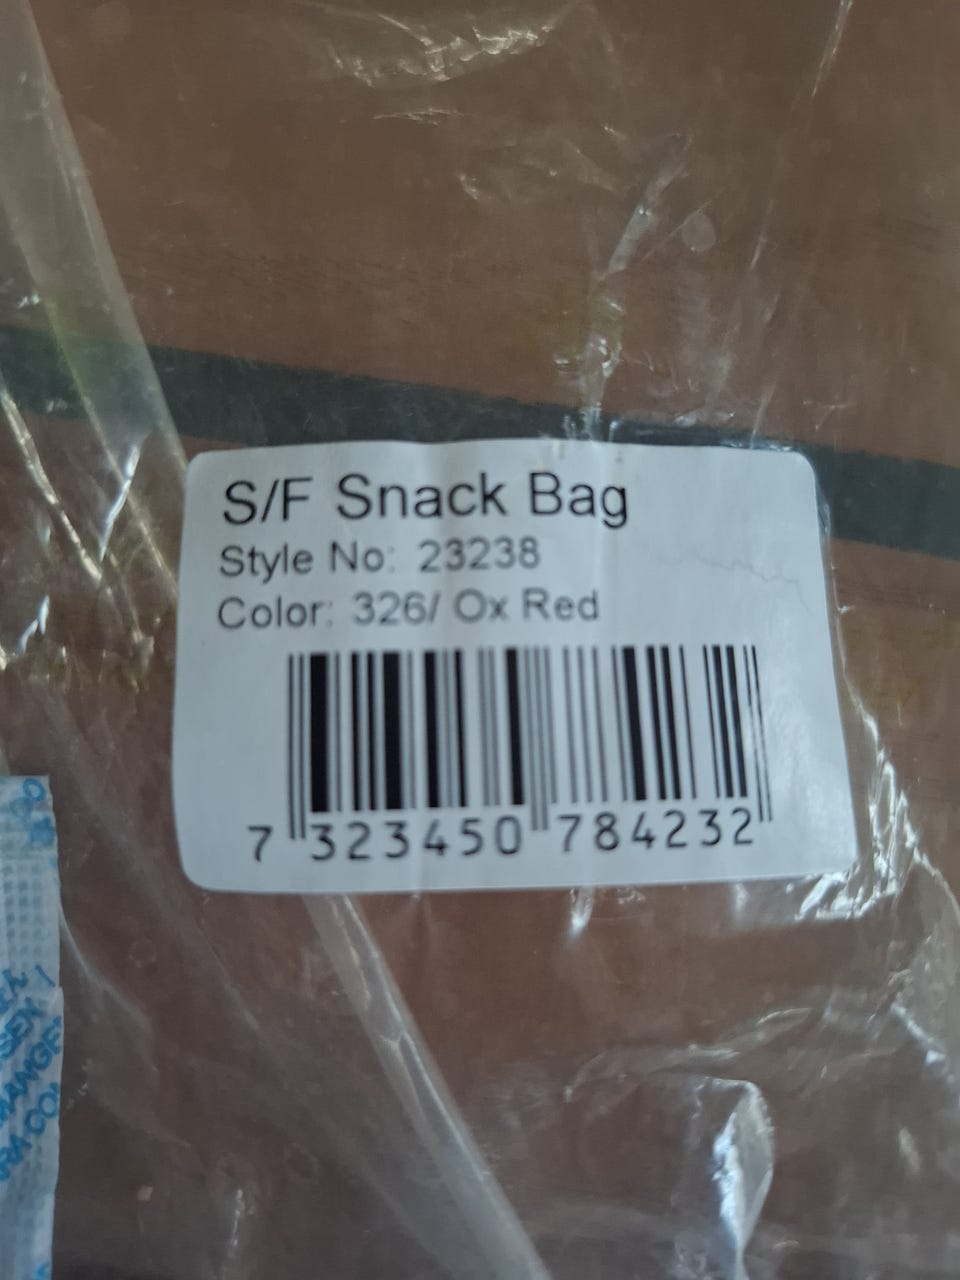 S/F Snack Bag
Style No: 23238
Color: 326/ Ox Red
7 323450 784232